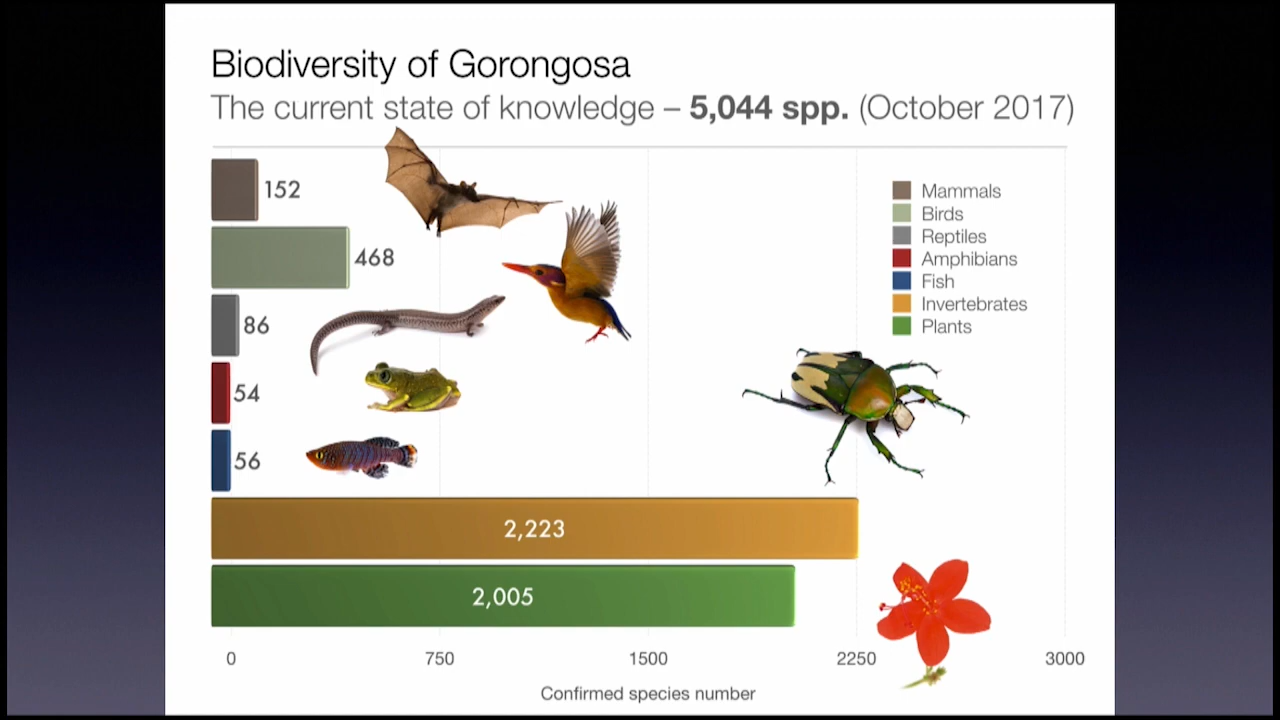 Biodiversity of Gorongosa
The current state of knowledge – 5,044 spp. (October 2017)
152
468
86
54
56
2,223
2,005
Mammals
Birds
Reptiles
Amphibians
Fish
Invertebrates
Plants
0 750 1500 2250 3000
Confirmed species number